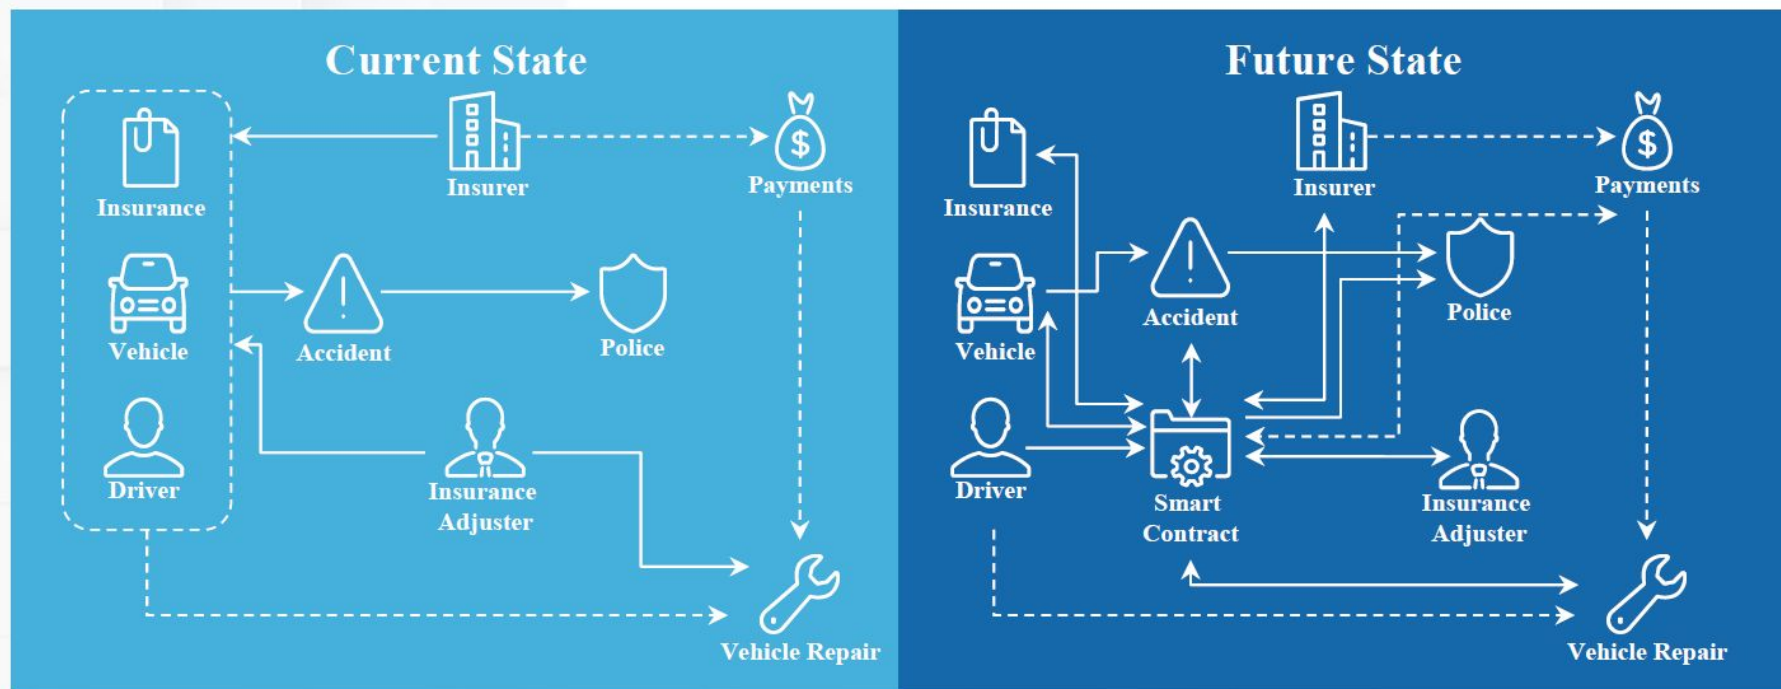 Current State
Insurance
Insurer
Payments
$
Vehicle
Accident
Police
Driver
Insurance
Adjuster
Vehicle Repair
Future State
Insurance
Insurer
Payments
$
Vehicle
Accident
Police
Driver
Smart
Contract
Insurance
Adjuster
Vehicle Repair